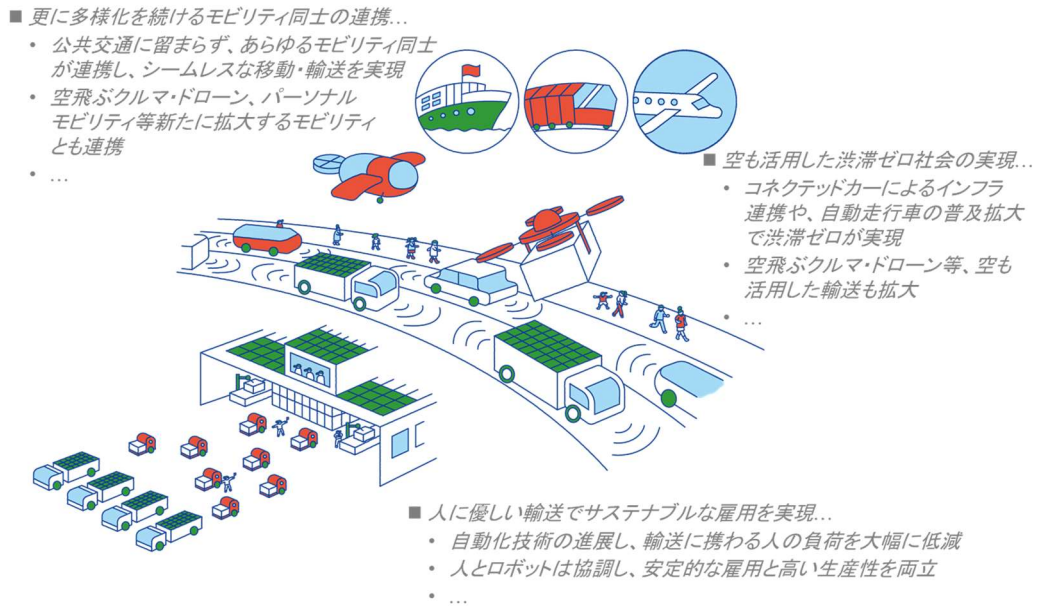 ■ 更に多様化を続けるモビリティ同士の連携…
• 公共交通に留まらず、あらゆるモビリティ同士
が連携し、シームレスな移動・輸送を実現
• 空飛ぶクルマ・ドローン、パーソナル
モビリティ等新たに拡大するモビリティ
とも連携
• …
■ 空も活用した渋滞ゼロ社会の実現…
• コネクテッドカーによるインフラ
連携や、自動走行車の普及拡大
で渋滞ゼロが実現
• 空飛ぶクルマ・ドローン等、空も
活用した輸送も拡大
• …
■ 人に優しい輸送でサステナブルな雇用を実現…
• 自動化技術の進展し、輸送に携わる人の負荷を大幅に低減
• 人とロボットは協調し、安定的な雇用と高い生産性を両立
• …